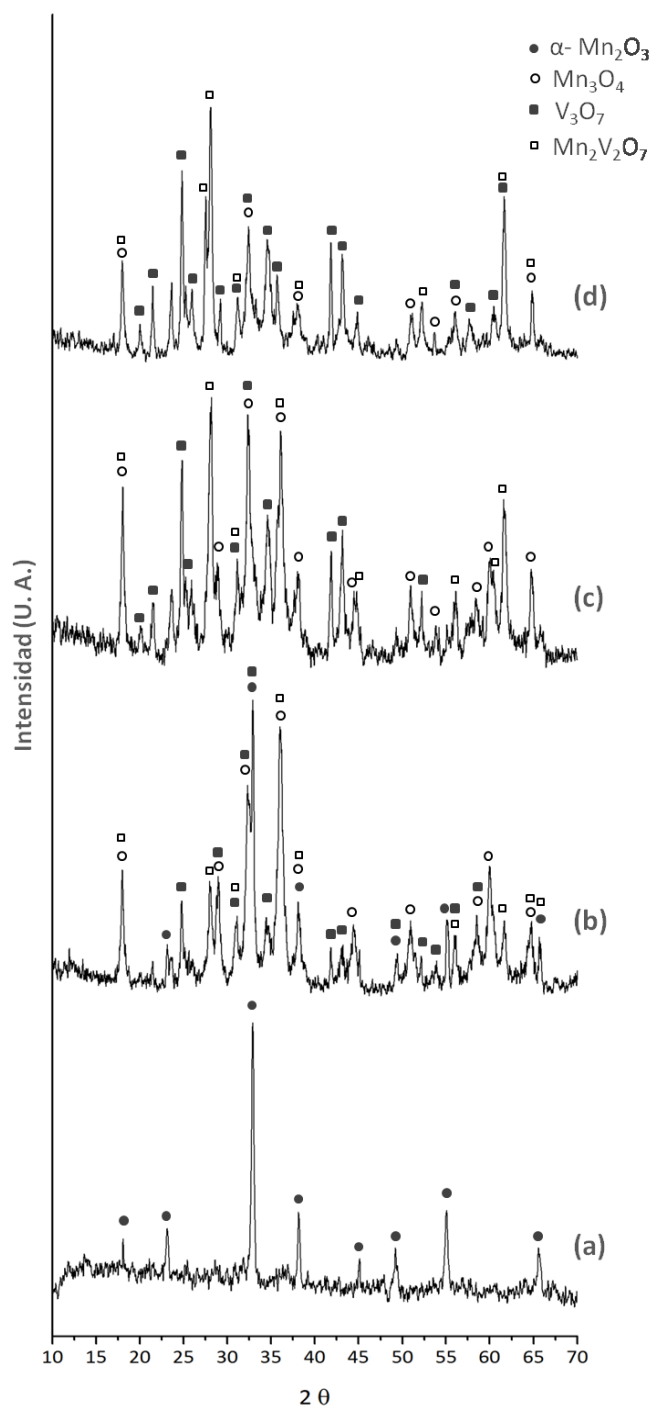 α- Mn₂O₃
Mn₃O₄
V₃O₇
Mn₂V₂O₇
(d)
(c)
(b)
(a)
Intensidad (U. A.)
10 15 20 25 30 35 40 45 50 55 60 65 70
2 θ